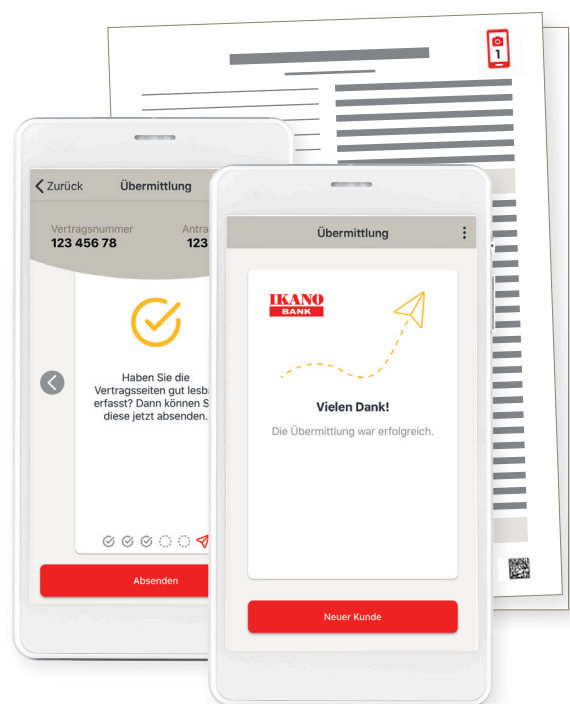 1
Zurück
Übermittlung
Vertragsnummer
123 456 78
123
Haben Sie die
Vertragsseiten gut
erfasst? Dann können
diese jetzt absenden.
Absenden
Übermittlung
IKANO
BANK
Vielen Dank!
Die Übermittlung war erfolgreich.
Neuer Kunde